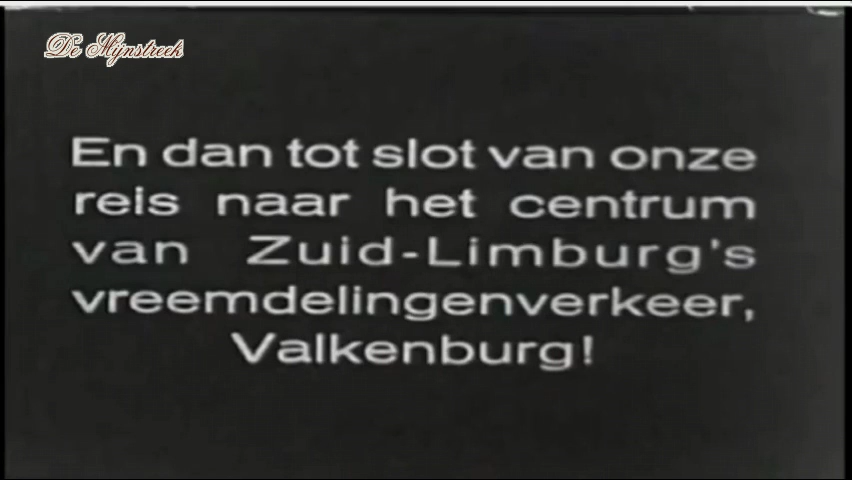 De Mijnstreek
En dan tot slot van onze
reis naar het centrum
van Zuid-Limburg's
vreemdelingenverkeer,
Valkenburg!